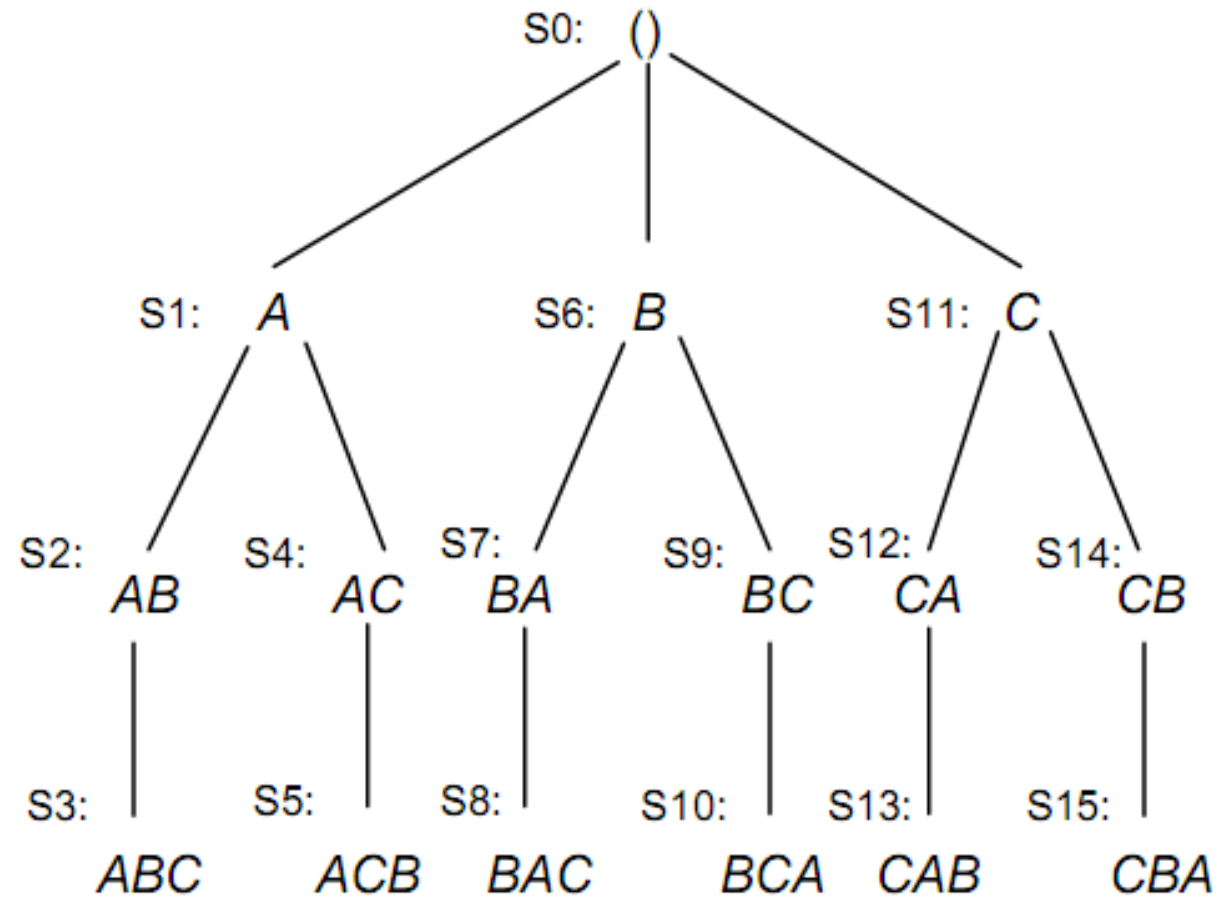 S0: ()
S1: A S6: B S11: C
S2: S4: S7: S9: S12: S14:
AB AC BA BC CA CB
S3: S5: S8: S10: S13: S15:
ABC ACB BAC BCA CAB CBA